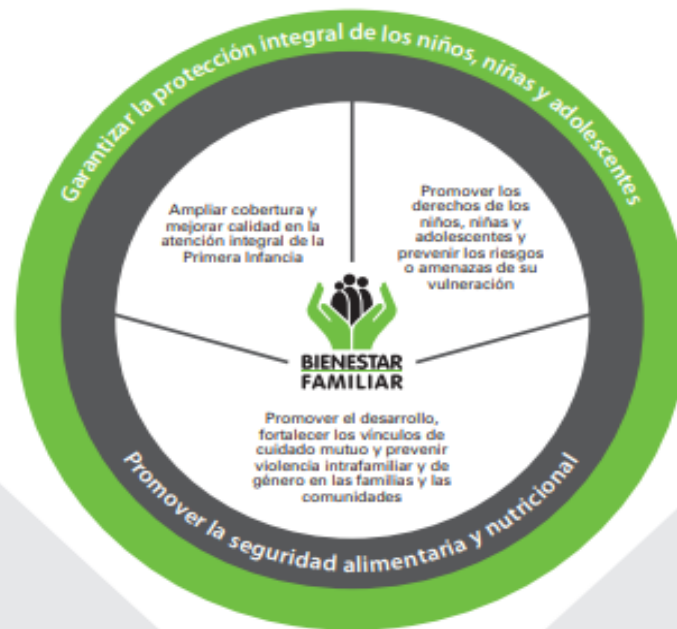 Garantizar la protección integral de los niños, niñas y adolescentes
Ampliar cobertura y
mejorar calidad en la
atención integral de la
Primera Infancia
Promover los
derechos de los
niños, niñas y
adolescentes y
prevenir los riesgos
o amenazas de su
vulneración
BIENESTAR
FAMILIAR
Promover el desarrollo,
fortalecer los vínculos de
cuidado mutuo y prevenir
violencia intrafamiliar y de
género en las familias y las
comunidades
Promover la seguridad alimentaria y nutricional